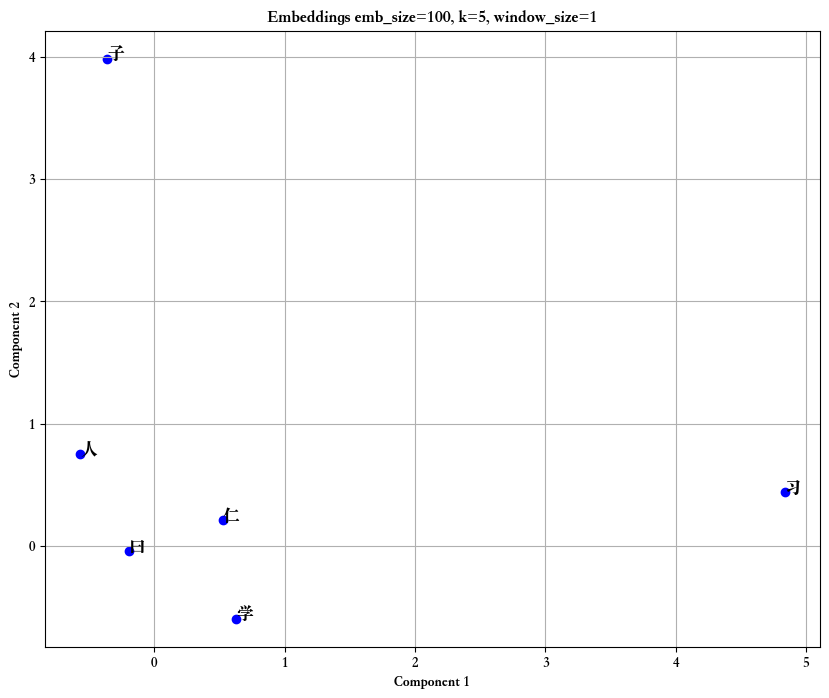 Embeddings emb_size=100, k=5, window_size=1
子
4
3
2
Component 2
1
人
习
仁
0
曰
学
0 1 2 3 4 5
Component 1